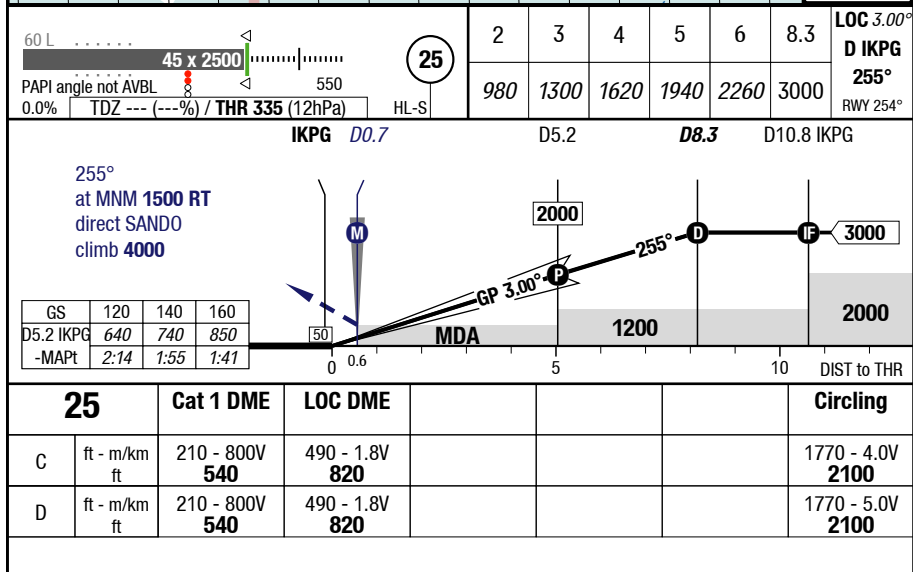 60 L
45 x 2500
PAPI angle not AVBL
550
0.0% TDZ --- (---%) / THR 335 (12hPa) HL-S
25
2 3 4 5 6 8.3
980 1300 1620 1940 2260 3000
LOC 3.00°
D IKPG
255°
RWY 254°
IKPG D0.7 D5.2 D8.3 D10.8 IKPG
255°
at MNM 1500 RT
direct SANDO
climb 4000
M
2000
P
D
IF
3000
255°
GP 3.00°
50
MDA
1200
2000
0 0.6 5 10 DIST to THR
GS 120 140 160
D5.2 IKPG 640 740 850
-MAPt 2:14 1:55 1:41
25 Cat 1 DME LOC DME Circling
C ft - m/km 210 - 800V 490 - 1.8V 1770 - 4.0V
ft 540 820 2100
D ft - m/km 210 - 800V 490 - 1.8V 1770 - 5.0V
ft 540 820 2100